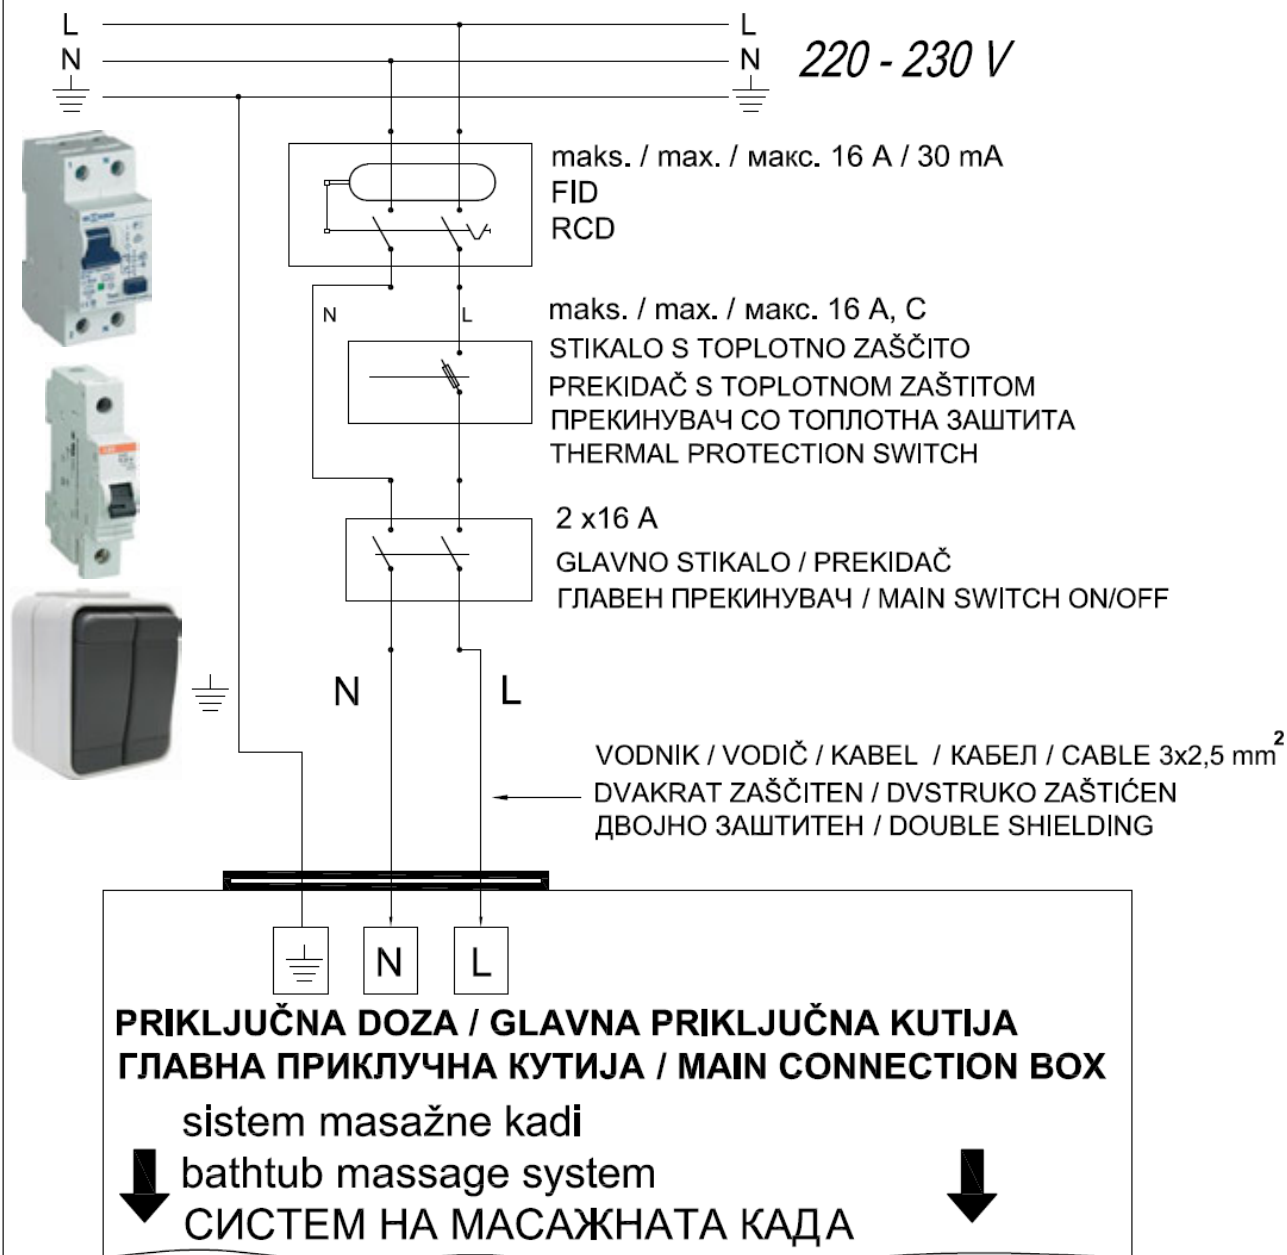 L L
N N 220 - 230 V
maks. / max. / макс. 16 A / 30 mA
FID
RCD
N L
maks. / max. / макс. 16 A, C
STIKALO S TOPLOTNO ZAŠČITO
PREKIDAČ S TOPLOTNOM ZAŠTITOM
ПРЕКИНУВАЧ СО ТОПЛОТНА ЗАШТИТА
THERMAL PROTECTION SWITCH
2 x16 A
GLAVNO STIKALO / PREKIDAČ
ГЛАВЕН ПРЕКИНУВАЧ / MAIN SWITCH ON/OFF
N L
VODNIK / VODIČ / KABEL / КАБЕЛ / CABLE 3x2,5 mm²
DVAKRAT ZAŠČITEN / DVSTRUKO ZAŠTIĆEN
ДВОЈНО ЗАШТИТЕН / DOUBLE SHIELDING
N L
PRIKLJUČNA DOZA / GLAVNA PRIKLJUČNA KUTIJA
ГЛАВНА ПРИКЛУЧНА КУТИЈА / MAIN CONNECTION BOX
sistem masažne kadi
bathtub massage system
СИСТЕМ НА МАСАЖНАТА КАДА